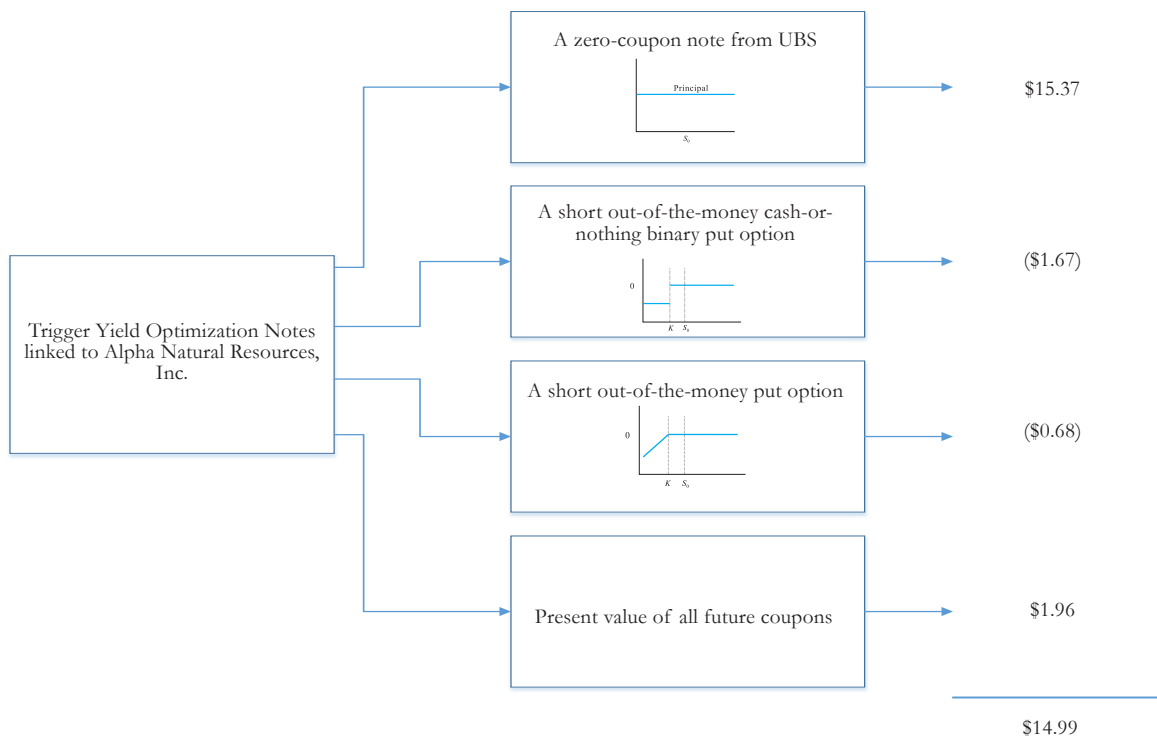 A zero-coupon note from UBS
Principal
S₀
$15.37
A short out-of-the-money cash-or-
nothing binary put option
0
K
S₀
($1.67)
Trigger Yield Optimization Notes
linked to Alpha Natural Resources,
Inc.
A short out-of-the-money put option
0
K
S₀
($0.68)
Present value of all future coupons
$1.96
$14.99